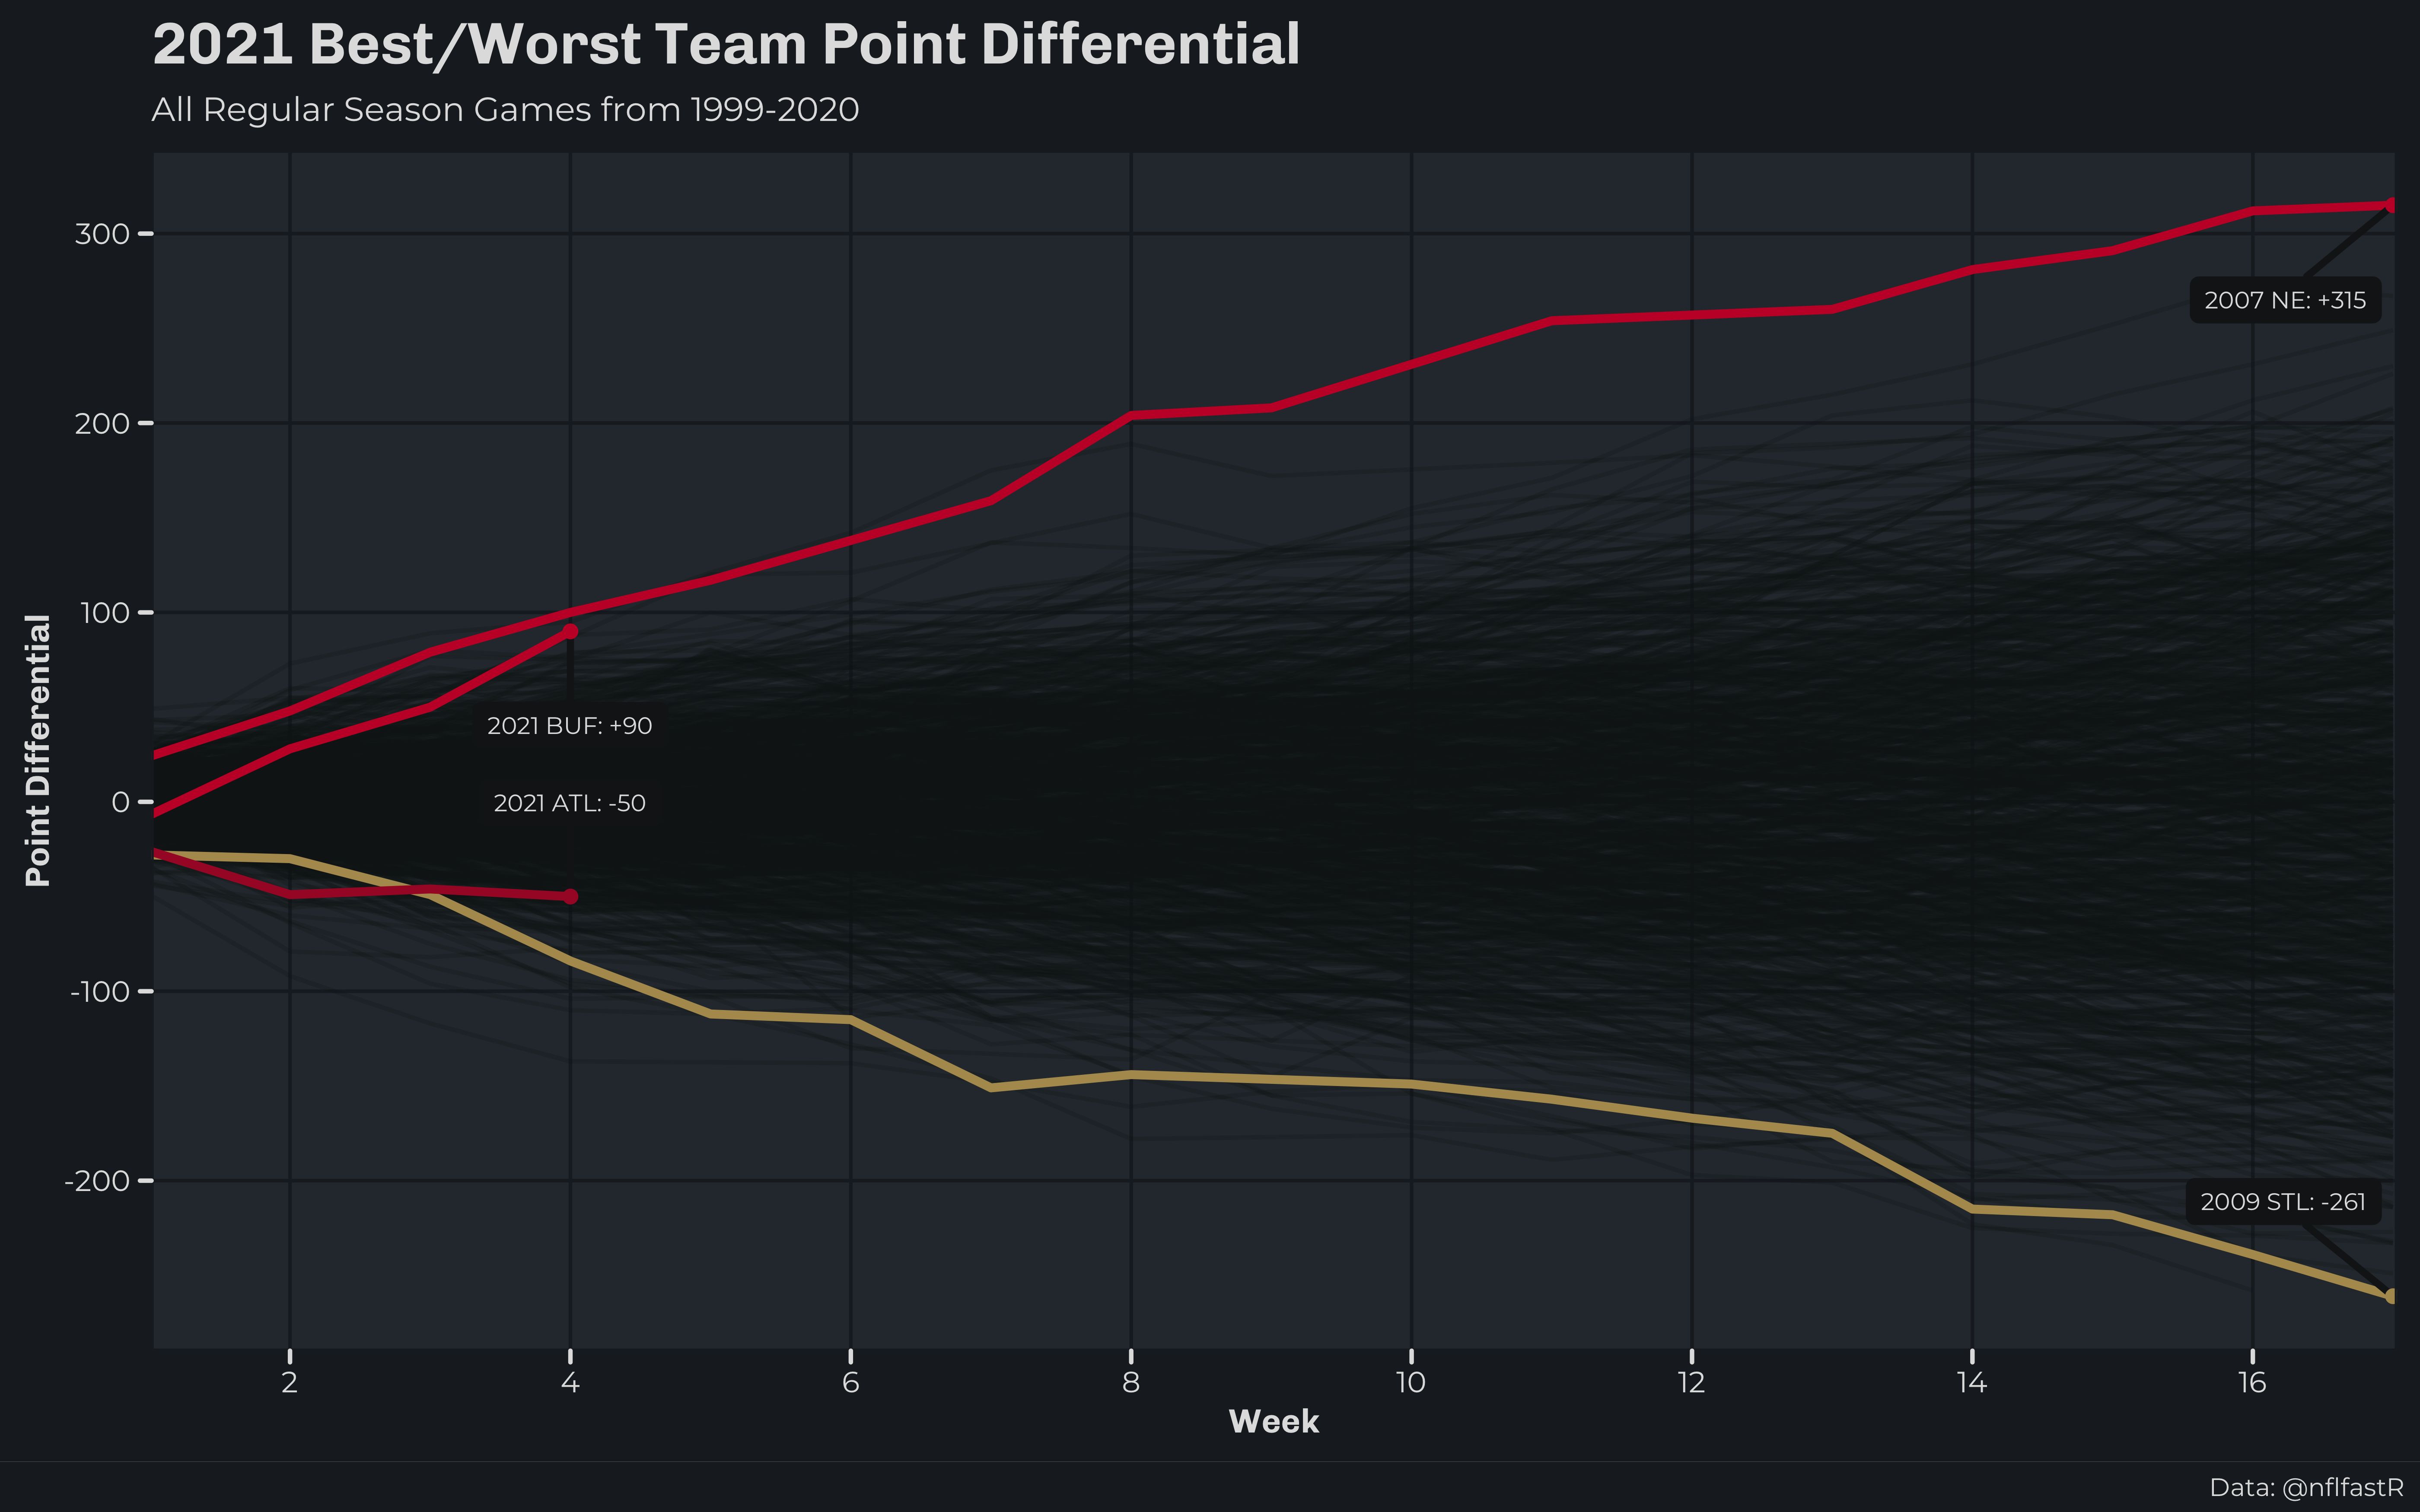 2021 Best/Worst Team Point Differential
All Regular Season Games from 1999-2020
Point Differential
300
200
100
0
-100
-200
2007 NE: +315
2021 BUF: +90
2021 ATL: -50
2009 STL: -261
2
4
6
8
10
12
14
16
Week
Data: @nflfastR